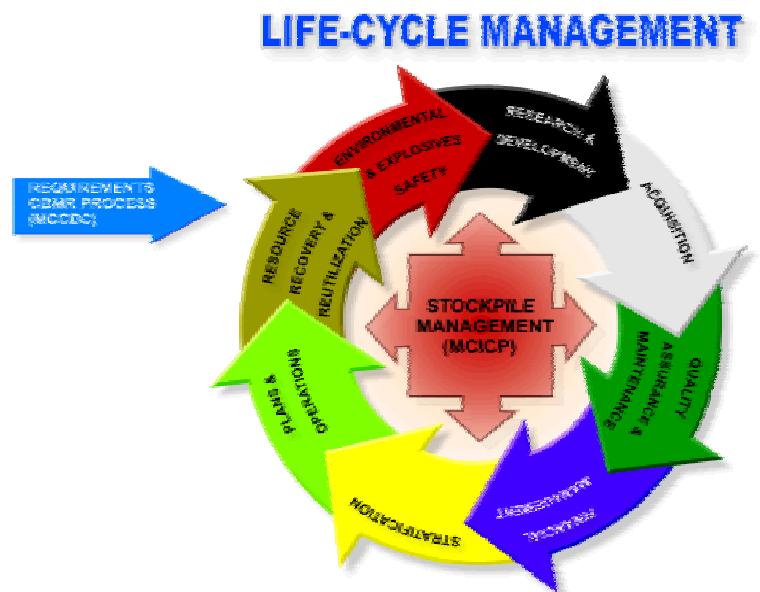 LIFE-CYCLE MANAGEMENT
REQUIREMENTS
CBMR PROCESS
(MCCDC)
ENVIRONMENTAL
& EXPLOSIVES
SAFETY
RESEARCH &
DEVELOPMENT
ACQUISITION
QUALITY
ASSURANCE &
MAINTENANCE
FINANCIAL
MANAGEMENT
STRATIFICATION
PLANS &
OPERATIONS
RESOURCE
RECOVERY &
REUTILIZATION
STOCKPILE
MANAGEMENT
(MCICP)